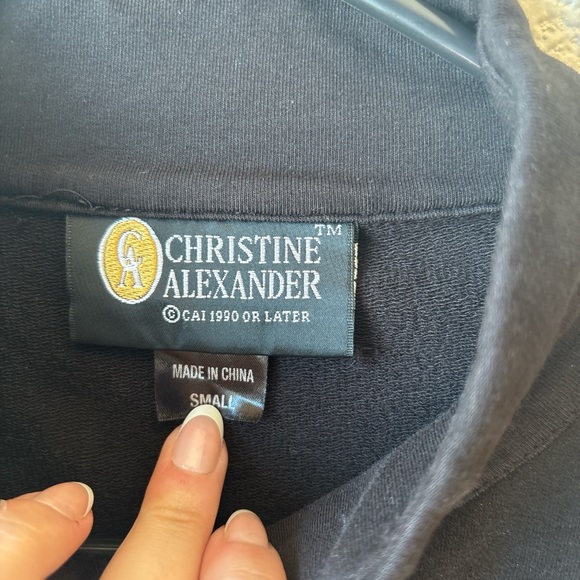 CA
CHRISTINE™
ALEXANDER
©CAI 1990 OR LATER
MADE IN CHINA
SMALL